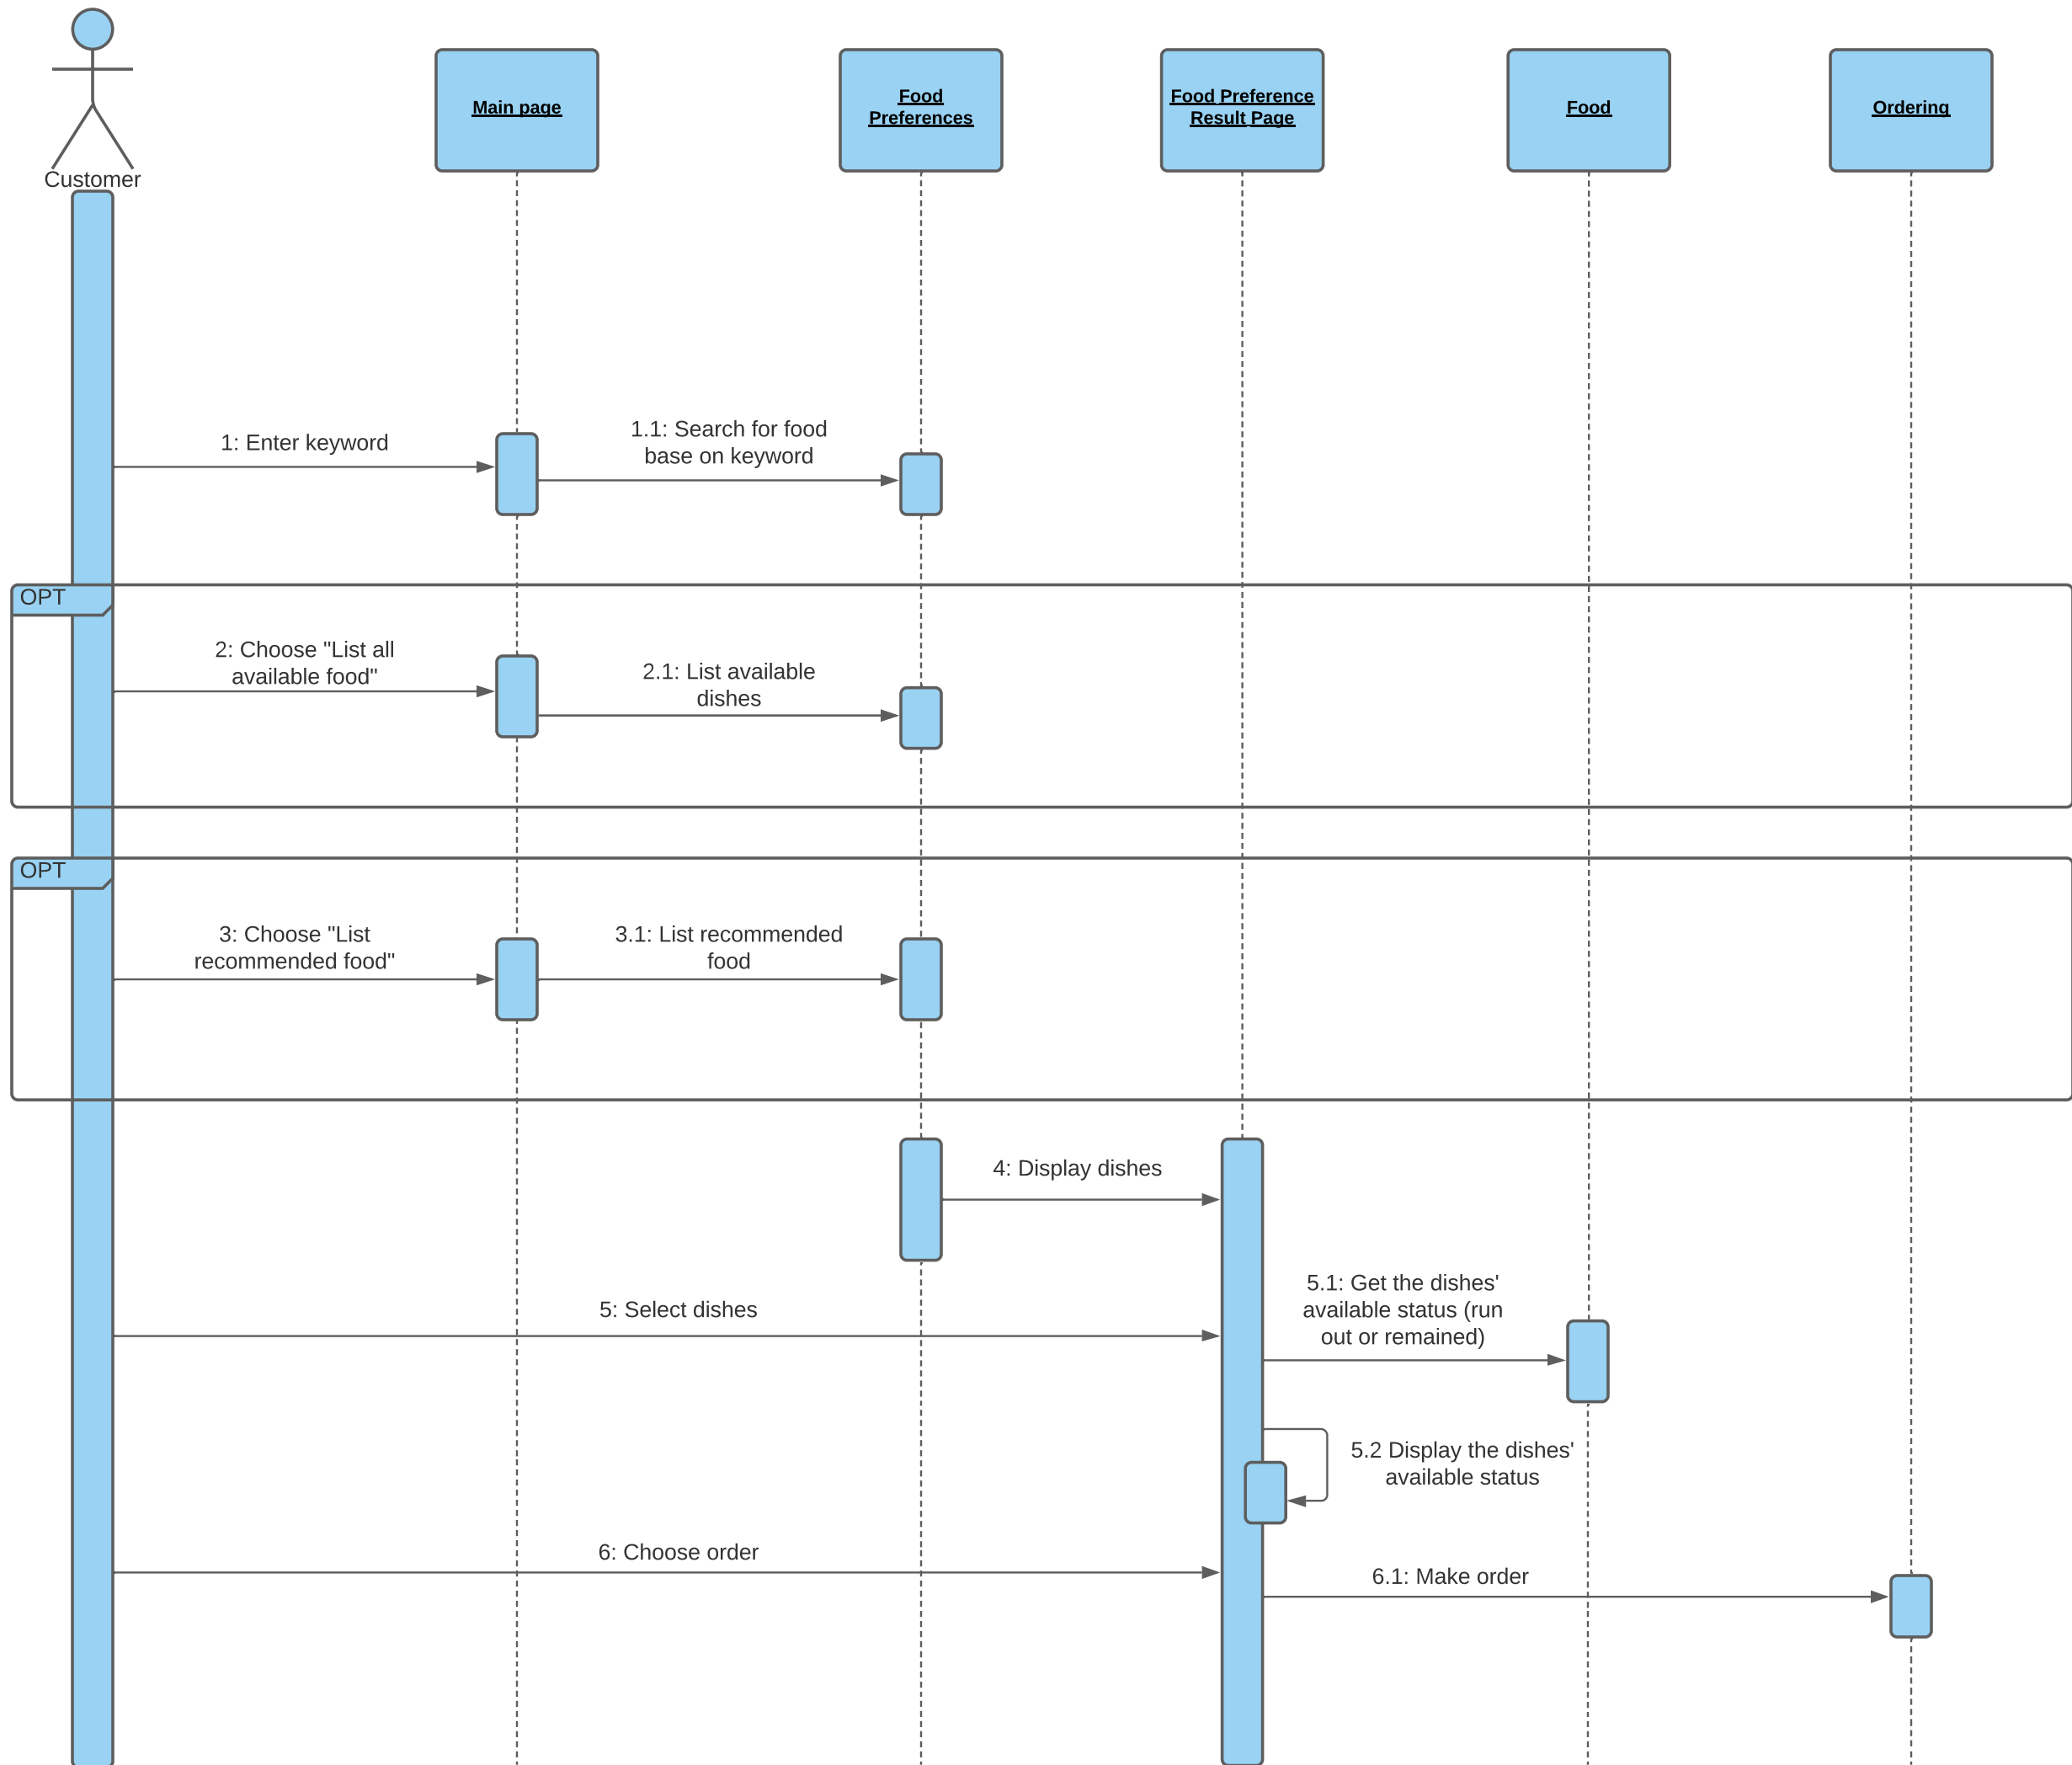 Customer
Main page
Food
Preferences
Food Preference
Result Page
Food
Ordering
1: Enter keyword
1.1: Search for food
base on keyword
OPT
2: Choose "List all
available food"
2.1: List available
dishes
OPT
3: Choose "List
recommended food"
3.1: List recommended
food
4: Display dishes
5: Select dishes
5.1: Get the dishes'
available status (run
out or remained)
5.2 Display the dishes'
available status
6: Choose order
6.1: Make order